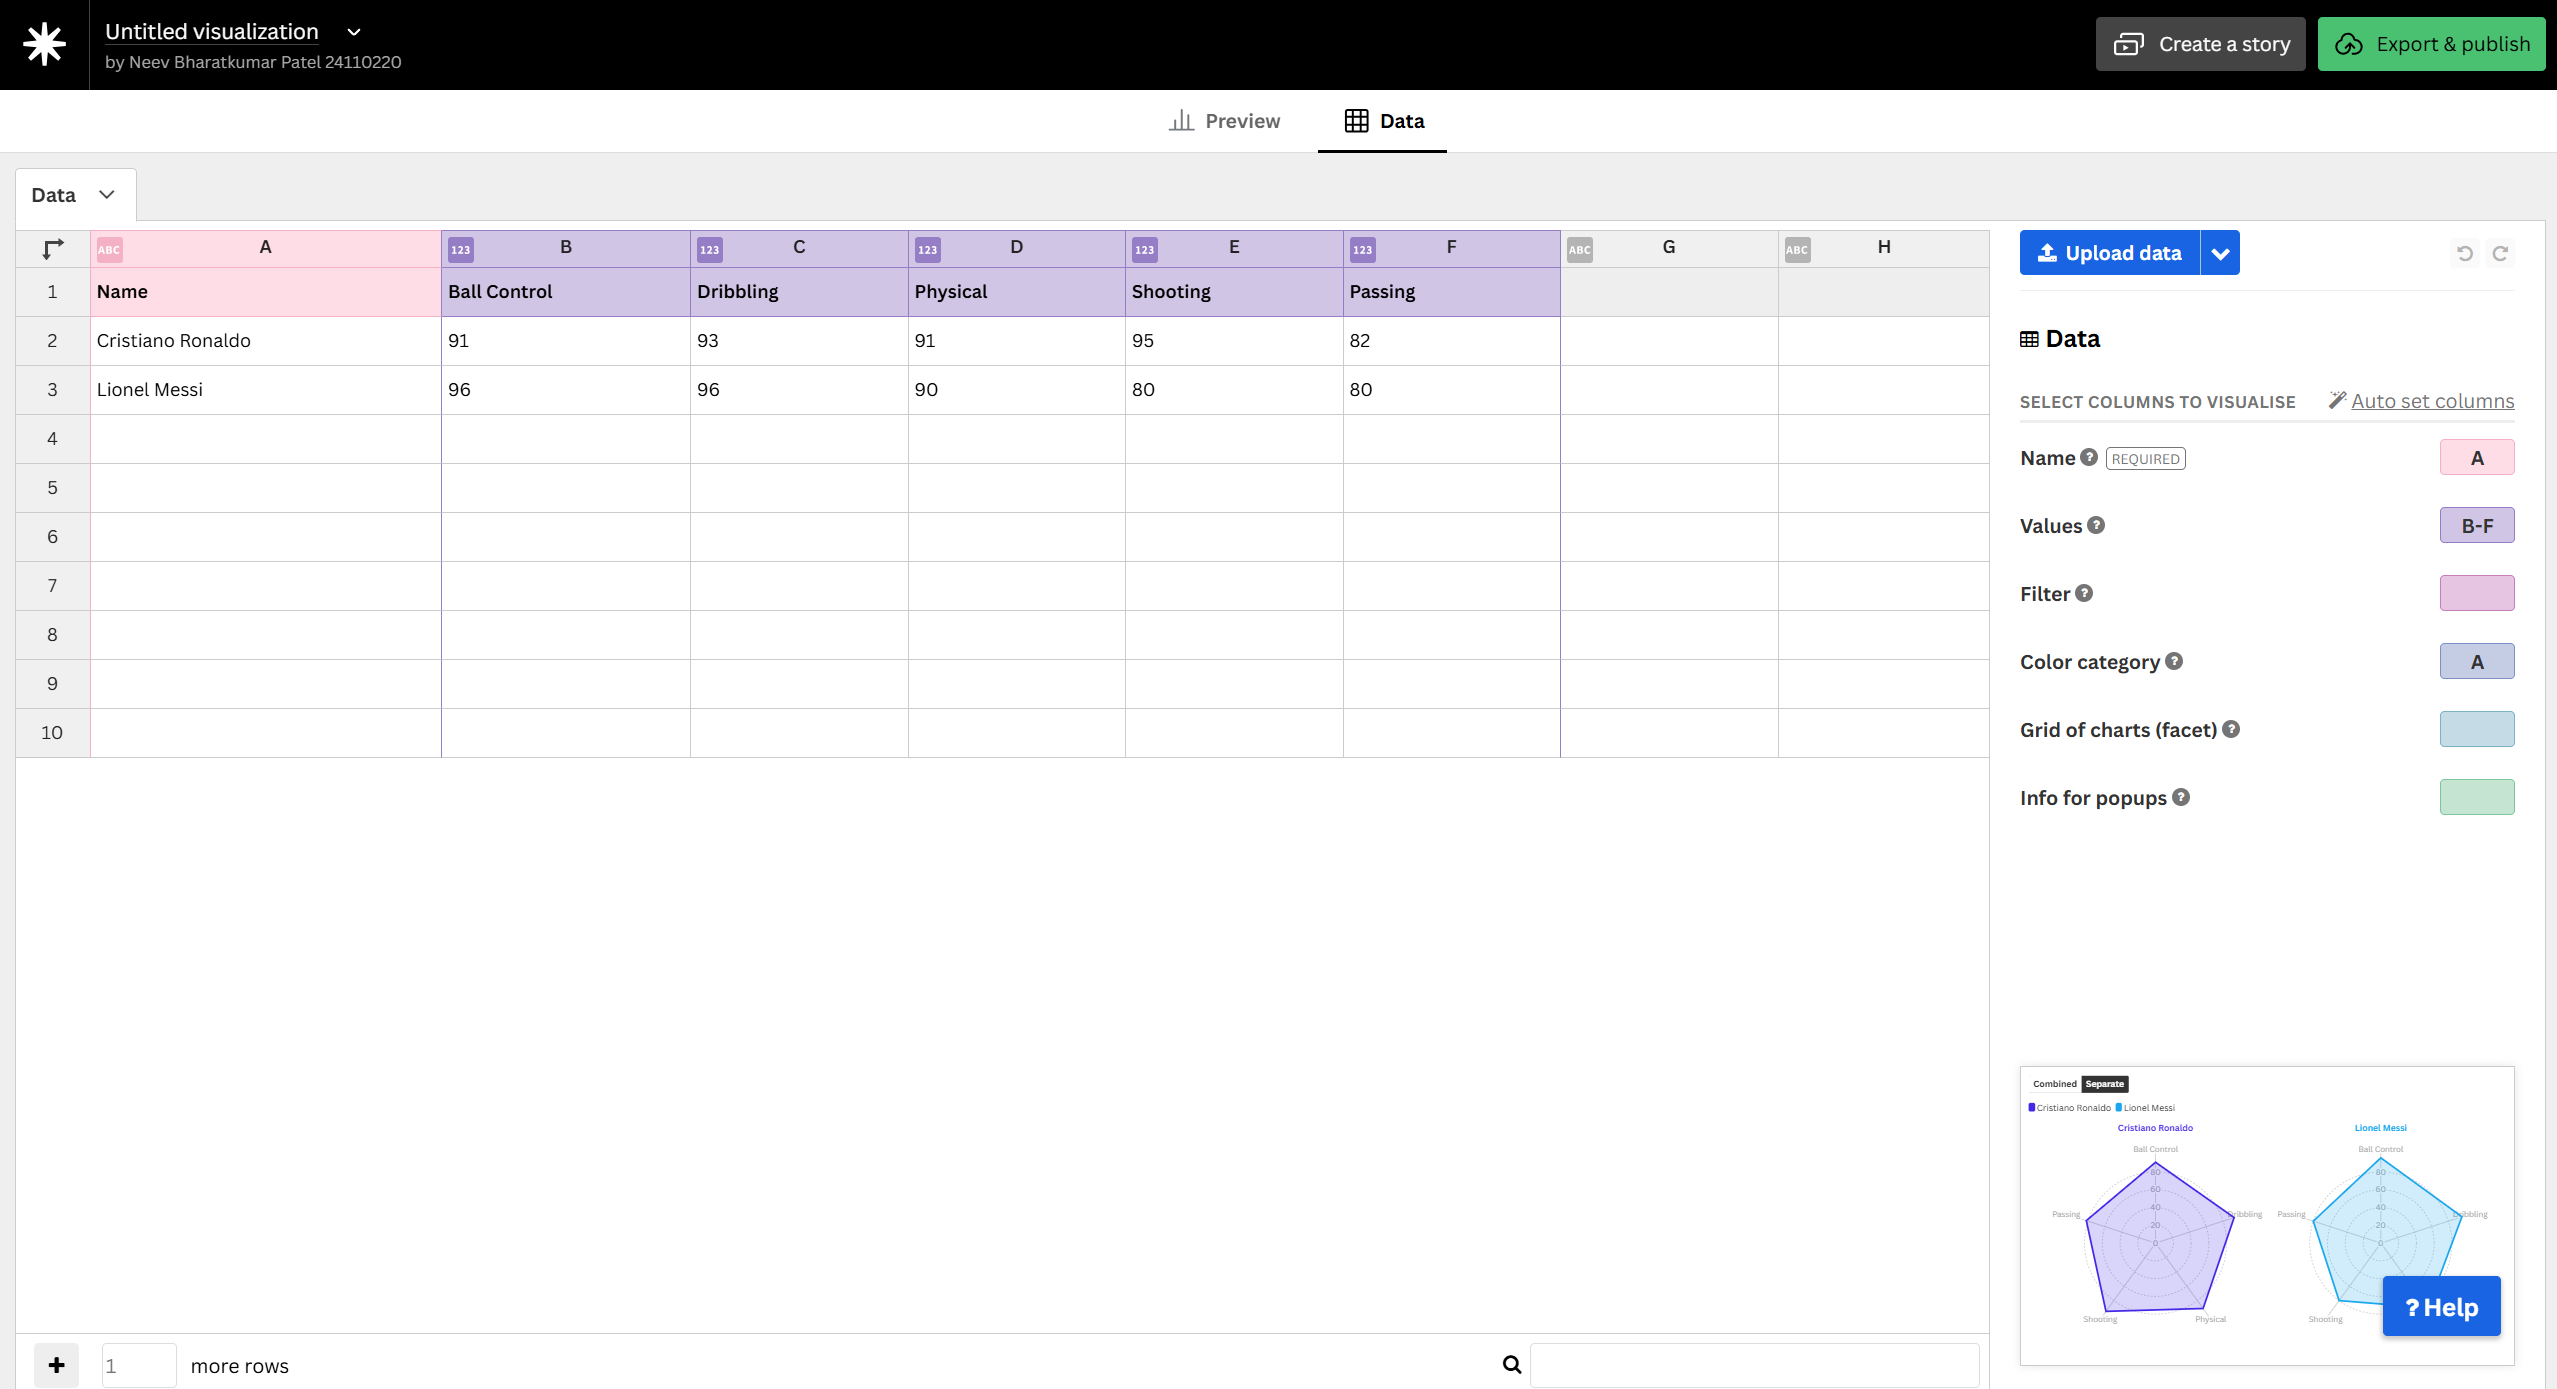 Untitled visualization
by Neev Bharatkumar Patel 24110220
Create a story
Export & publish
Preview
Data
Data
ABC A 123 B 123 C 123 D 123 E 123 F ABC G ABC H
1 Name Ball Control Dribbling Physical Shooting Passing
2 Cristiano Ronaldo 91 93 91 95 82
3 Lionel Messi 96 96 90 80 80
4
5
6
7
8
9
10
+ 1 more rows
Upload data
Data
SELECT COLUMNS TO VISUALISE Auto set columns
Name ? REQUIRED A
Values ? B-F
Filter ?
Color category ? A
Grid of charts (facet) ?
Info for popups ?
Combined Separate
Cristiano Ronaldo Lionel Messi
Cristiano Ronaldo
Ball Control
80
60
40
20
0
Passing
Dribbling
Shooting
Physical
Lionel Messi
Ball Control
80
60
40
20
0
Passing
Dribbling
Shooting
? Help